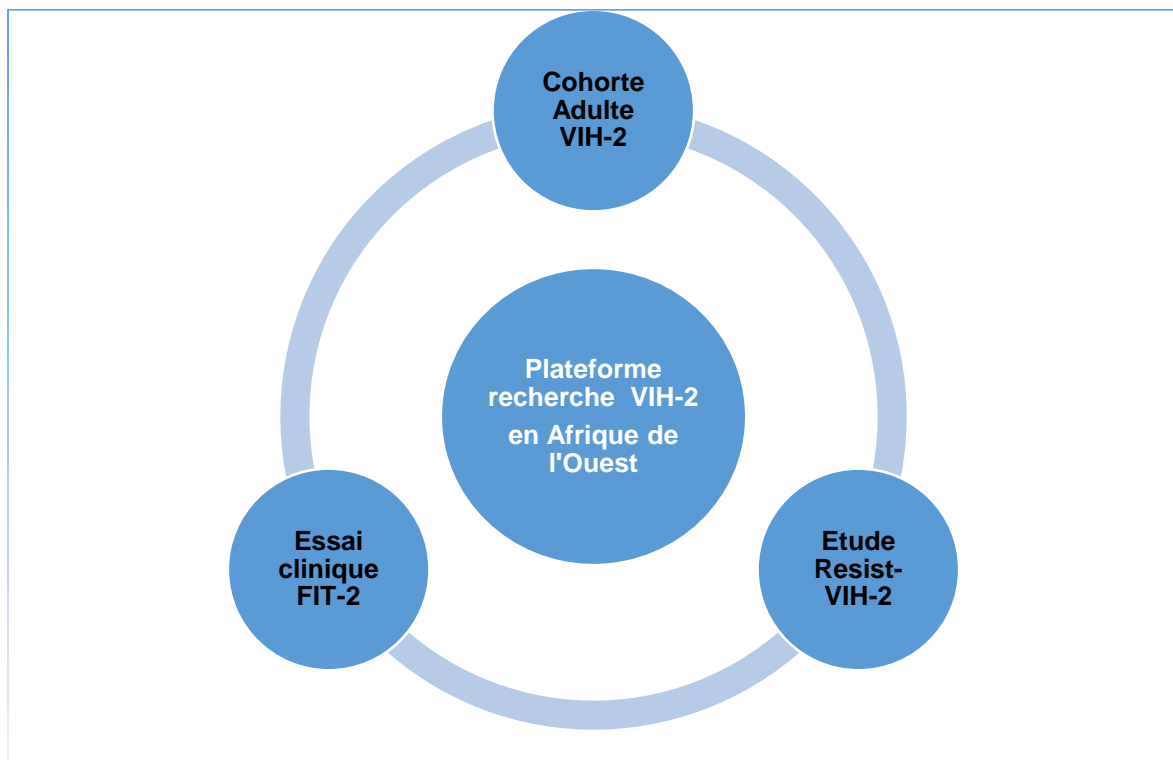 Cohorte
Adulte
VIH-2
Plateforme
recherche VIH-2
en Afrique de
l'Ouest
Essai
clinique
FIT-2
Etude
Resist-
VIH-2